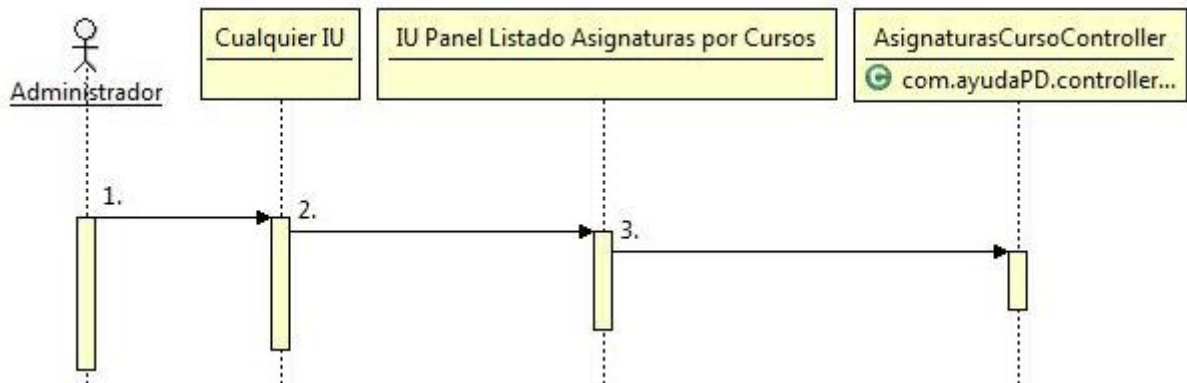 Administrador
Cualquier IU
IU Panel Listado Asignaturas por Cursos
AsignaturasCursoController
com.ayudaPD.controller...
1.
2.
3.